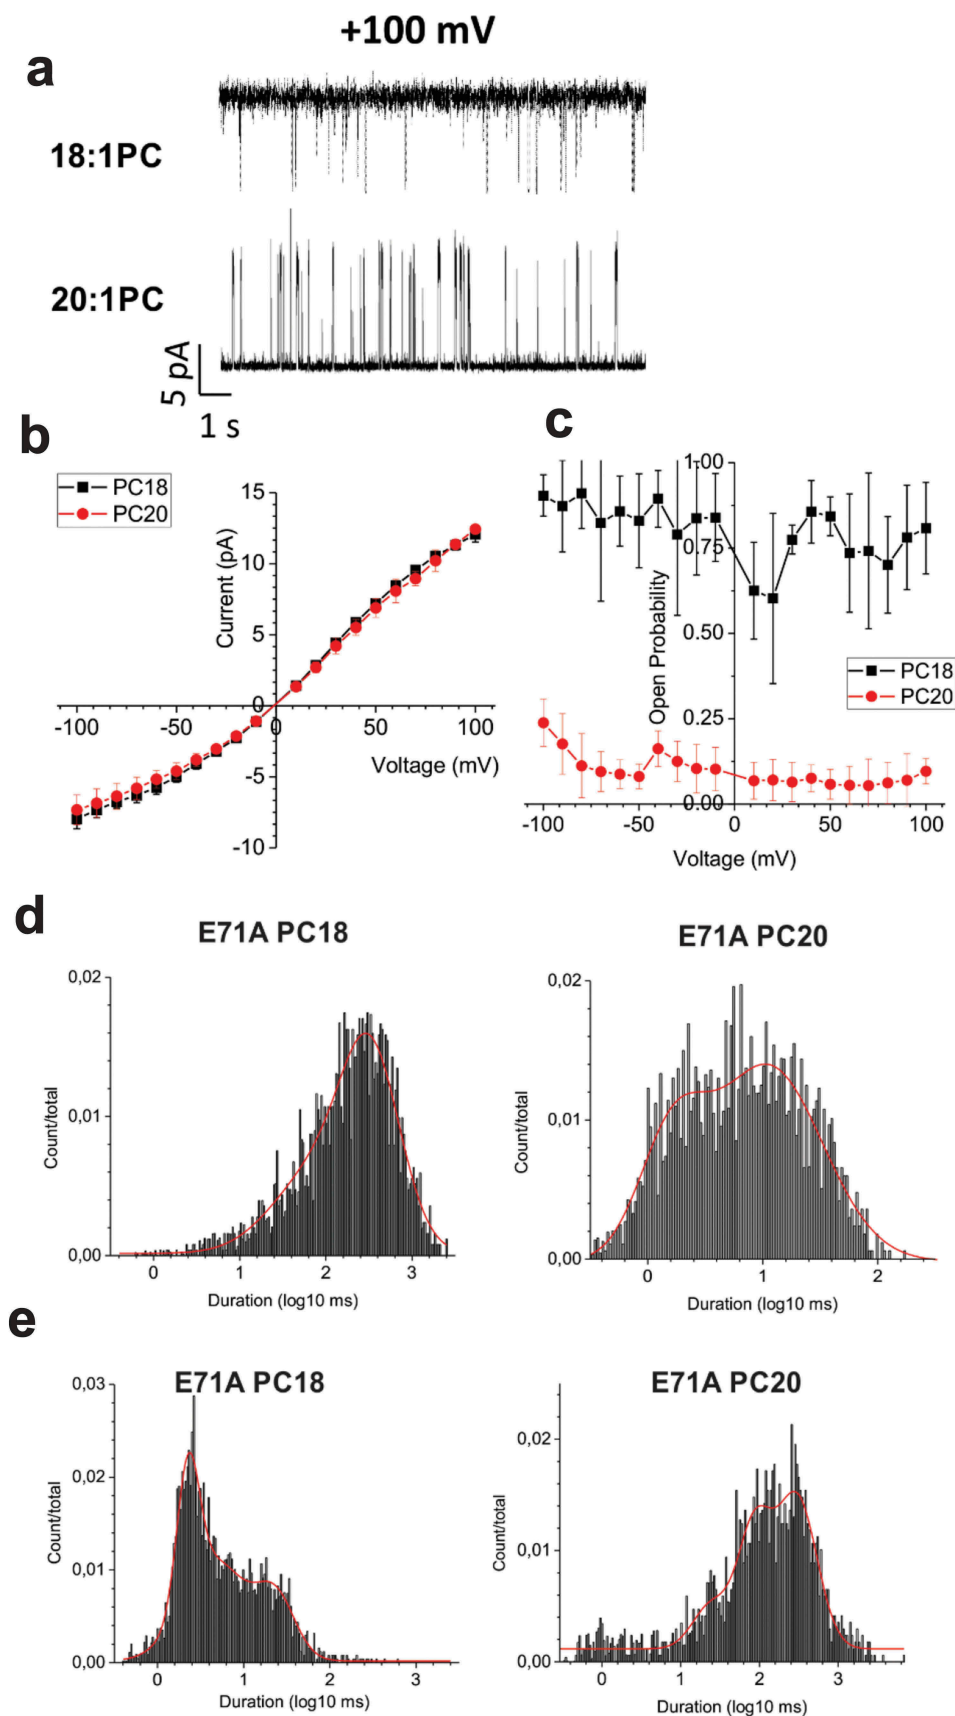 +100 mV
a
18:1PC
20:1PC
5 pA
1 s
b
PC18
PC20
Current (pA)
15
10
5
0
-5
-10
-100
-50
0
50
100
Voltage (mV)
c
1.00
0.75
0.50
0.25
0.00
Open Probability
PC18
PC20
-100
-50
0
50
100
Voltage (mV)
d
E71A PC18
0,02
0,01
0,00
Count/total
0
1
2
3
Duration (log10 ms)
E71A PC20
0,02
0,01
0,00
Count/total
0
1
2
Duration (log10 ms)
e
E71A PC18
0,03
0,02
0,01
0,00
Count/total
0
1
2
3
Duration (log10 ms)
E71A PC20
0,02
0,01
0,00
Count/total
0
1
2
3
Duration (log10 ms)